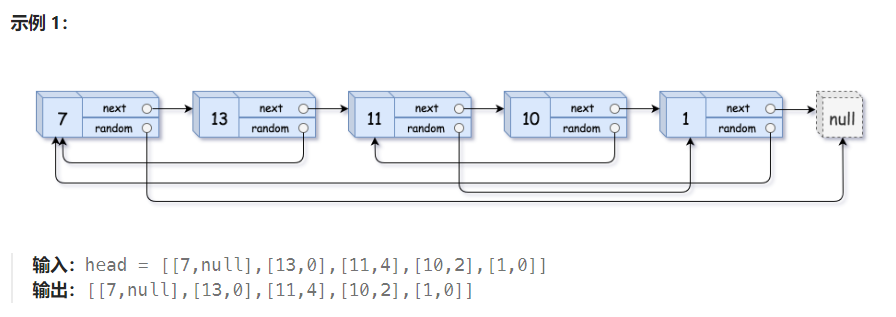 示例 1：
7 next random 13 next random 11 next random 10 next random 1 next random null
输入：head = [[7,null],[13,0],[11,4],[10,2],[1,0]]
输出：[[7,null],[13,0],[11,4],[10,2],[1,0]]